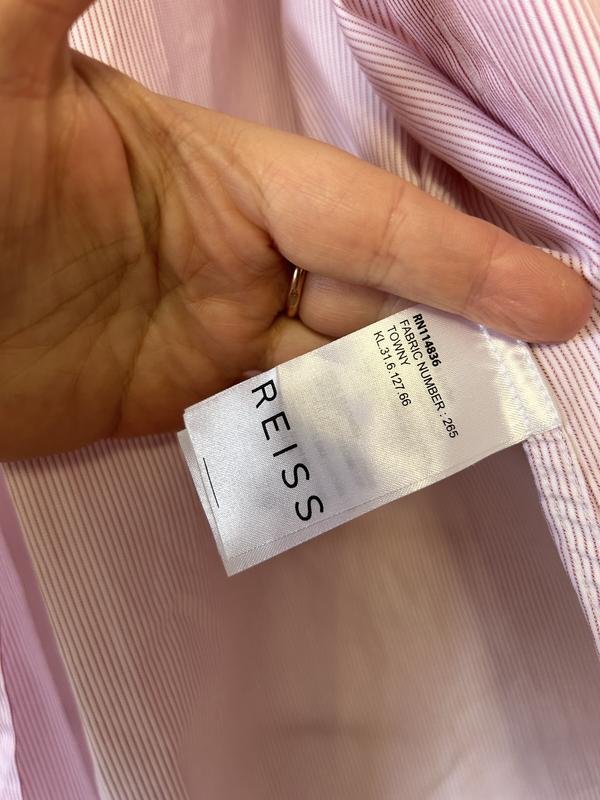 RN114836
FABRIC NUMBER : 265
TOWNY
KL.31.6.127.66
REISS